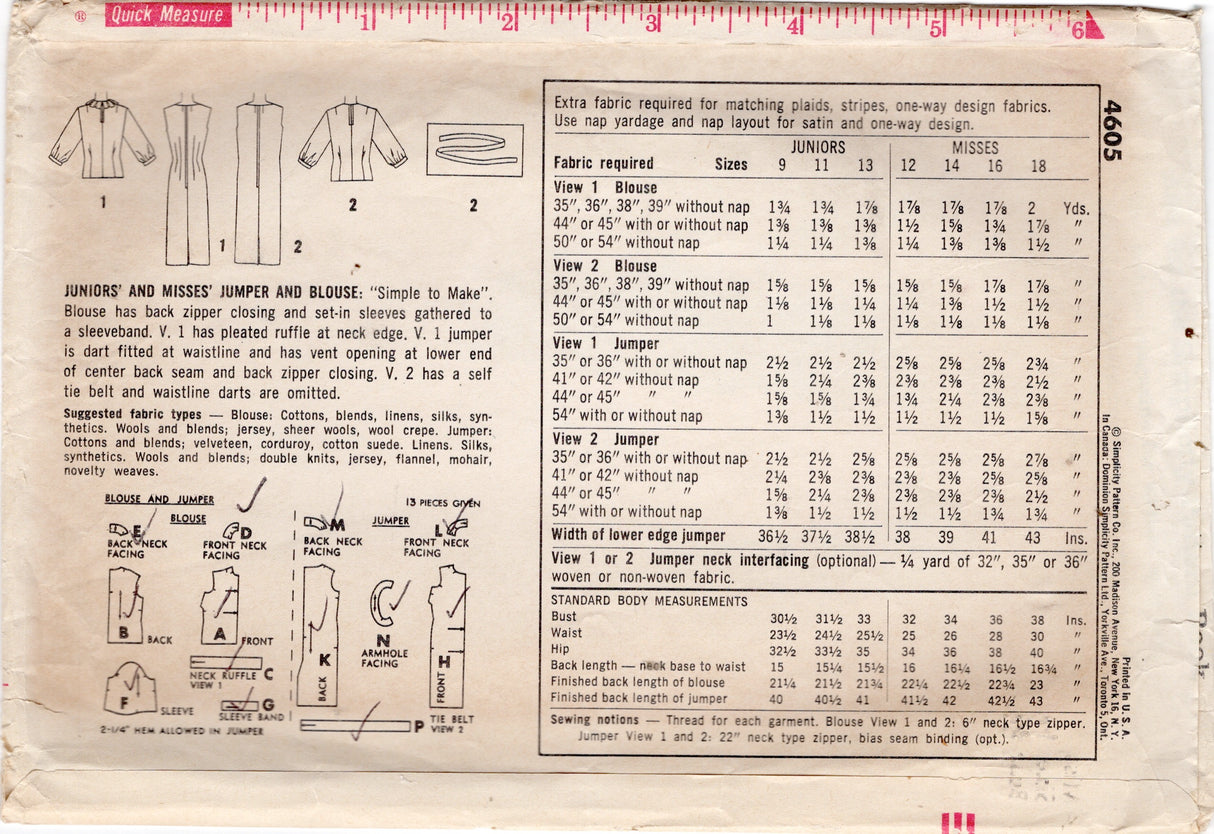 ® Quick Measure 1 2 3 4 5 6
1
1 2
2
2
JUNIORS' AND MISSES' JUMPER AND BLOUSE: "Simple to Make".
Blouse has back zipper closing and set-in sleeves gathered to
a sleeveband. V. 1 has pleated ruffle at neck edge. V. 1 jumper
is dart fitted at waistline and has vent opening at lower end
of center back seam and back zipper closing. V. 2 has a self
tie belt and waistline darts are omitted.
Suggested fabric types — Blouse: Cottons, blends, linens, silks, syn-
thetics. Wools and blends; jersey, sheer wools, wool crepe. Jumper:
Cottons and blends; velveteen, corduroy, cotton suede. Linens. Silks,
synthetics. Wools and blends; double knits, jersey, flannel, mohair,
novelty weaves.
BLOUSE AND JUMPER 13 PIECES GIVEN
BLOUSE
E
BACK NECK
FACING
D
FRONT NECK
FACING
B BACK
A FRONT
NECK RUFFLE C
VIEW 1
F SLEEVE
G
SLEEVE BAND
2-1/4" HEM ALLOWED IN JUMPER
JUMPER
M
BACK NECK
FACING
L
FRONT NECK
FACING
K
BACK
N
ARMHOLE
FACING
H
FRONT
P TIE BELT
VIEW 2
Extra fabric required for matching plaids, stripes, one-way design fabrics.
Use nap yardage and nap layout for satin and one-way design.
JUNIORS MISSES
Fabric required Sizes 9 11 13 12 14 16 18
View 1 Blouse
35", 36", 38", 39" without nap 1¾ 1¾ 1⅞ 1⅞ 1⅞ 1⅞ 2 Yds.
44" or 45" with or without nap 1⅜ 1⅜ 1⅜ 1½ 1⅝ 1¾ 1⅞ "
50" or 54" without nap 1¼ 1¼ 1⅜ 1¼ 1⅜ 1⅜ 1½ "
View 2 Blouse
35", 36", 38", 39" without nap 1⅝ 1⅝ 1⅝ 1⅝ 1⅝ 1⅞ 1⅞ "
44" or 45" with or without nap 1⅛ 1⅛ 1¼ 1¼ 1⅜ 1½ 1½ "
50" or 54" without nap 1 1⅛ 1⅛ 1⅛ 1⅛ 1⅛ 1⅛ "
View 1 Jumper
35" or 36" with or without nap 2½ 2½ 2½ 2⅝ 2⅝ 2⅝ 2¾ "
41" or 42" without nap 1⅝ 2¼ 2⅜ 2⅜ 2⅜ 2⅜ 2½ "
44" or 45" " " 1⅝ 1⅝ 1¾ 1¾ 2¼ 2⅜ 2⅜ "
54" with or without nap 1⅜ 1½ 1½ 1½ 1½ 1½ 1⅝ "
View 2 Jumper
35" or 36" with or without nap 2½ 2½ 2⅝ 2⅝ 2⅝ 2⅝ 2⅞ "
41" or 42" without nap 2¼ 2⅜ 2⅜ 2⅜ 2⅜ 2⅝ 2⅝ "
44" or 45" " " 1⅝ 2¼ 2⅜ 2⅜ 2⅜ 2⅜ 2½ "
54" with or without nap 1⅜ 1½ 1½ 1½ 1½ 1¾ 1¾ "
Width of lower edge jumper 36½ 37½ 38½ 38 39 41 43 Ins.
View 1 or 2 Jumper neck interfacing (optional) — ¼ yard of 32", 35" or 36"
woven or non-woven fabric.
STANDARD BODY MEASUREMENTS
Bust 30½ 31½ 33 32 34 36 38 Ins.
Waist 23½ 24½ 25½ 25 26 28 30 "
Hip 32½ 33½ 35 34 36 38 40 "
Back length — neck base to waist 15 15¼ 15½ 16 16¼ 16½ 16¾ "
Finished back length of blouse 21¼ 21½ 21¾ 22¼ 22½ 22¾ 23 "
Finished back length of jumper 40 40½ 41 41½ 42 42½ 43 "
Sewing notions — Thread for each garment. Blouse View 1 and 2: 6" neck type zipper.
Jumper View 1 and 2: 22" neck type zipper, bias seam binding (opt.).
4605
© Simplicity Pattern Co. Inc., 200 Madison Avenue, New York 16, N. Y.
In Canada: Dominion Simplicity Pattern Ltd., Yorkville Ave., Toronto 5, Ont.
Printed in U. S. A.